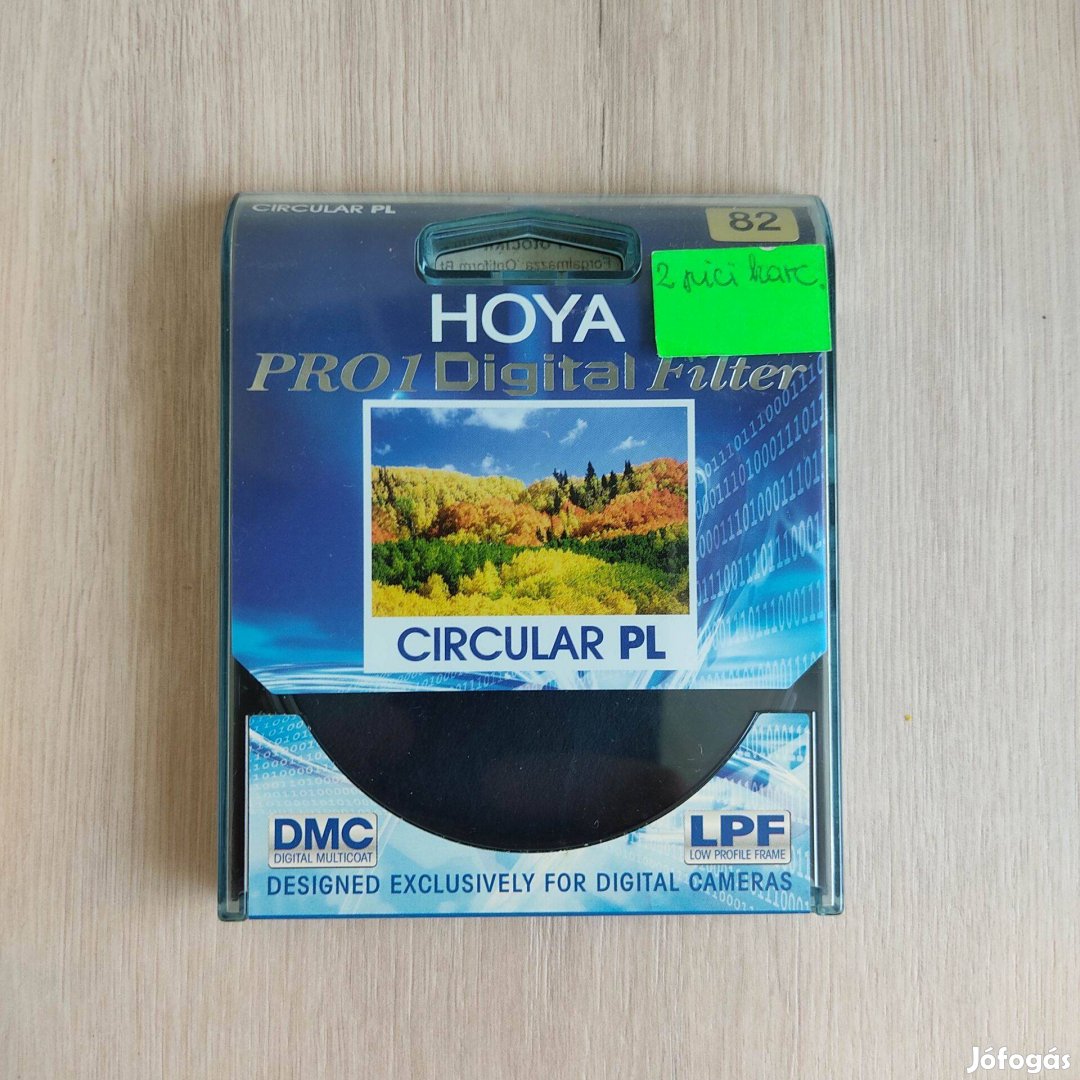 CIRCULAR PL
82
2 pici karc.
HOYA
PRO1 Digital Filter
CIRCULAR PL
DMC
DIGITAL MULTICOAT
LPF
LOW PROFILE FRAME
DESIGNED EXCLUSIVELY FOR DIGITAL CAMERAS
Jófogás